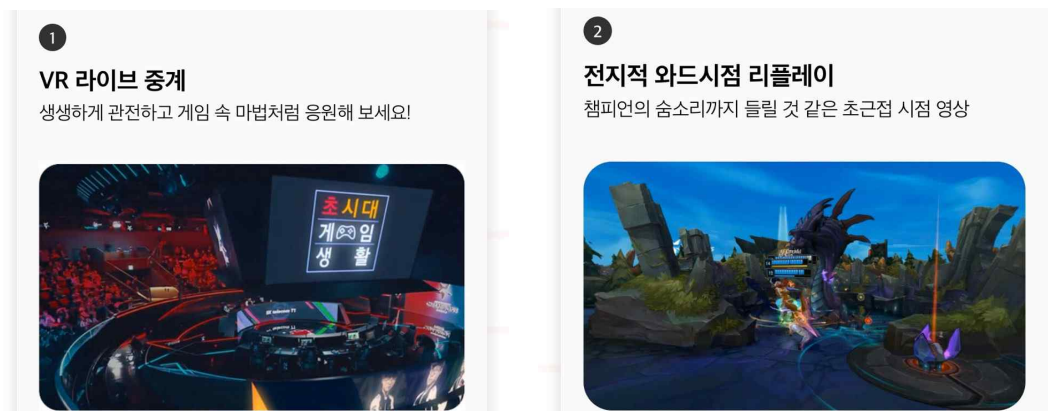 1
VR 라이브 중계
생생하게 관전하고 게임 속 마법처럼 응원해 보세요!
초시대
게임
생활
2
전지적 와드시점 리플레이
챔피언의 숨소리까지 들릴 것 같은 초근접 시점 영상